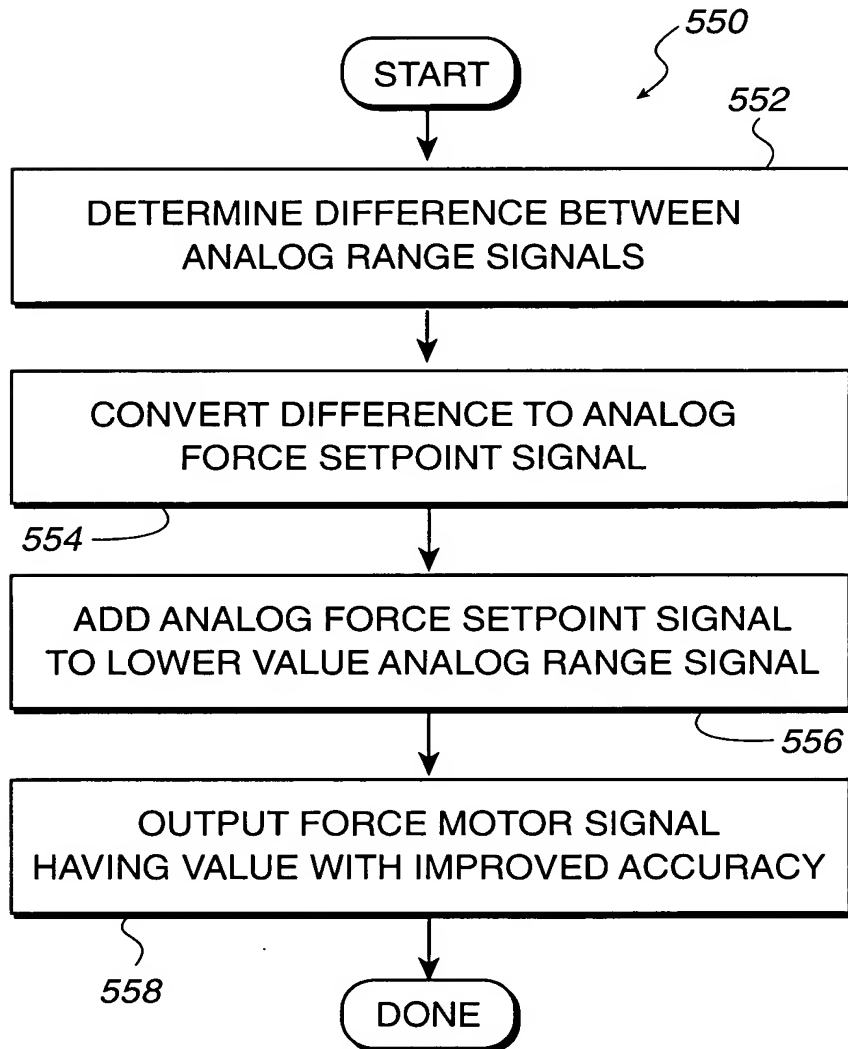 550
START
552
DETERMINE DIFFERENCE BETWEEN
ANALOG RANGE SIGNALS
CONVERT DIFFERENCE TO ANALOG
FORCE SETPOINT SIGNAL
554
ADD ANALOG FORCE SETPOINT SIGNAL
TO LOWER VALUE ANALOG RANGE SIGNAL
556
OUTPUT FORCE MOTOR SIGNAL
HAVING VALUE WITH IMPROVED ACCURACY
558
DONE